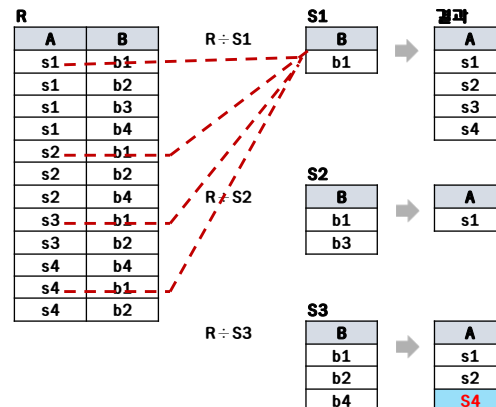 R
A B
s1 b1
s1 b2
s1 b3
s1 b4
s2 b1
s2 b2
s2 b4
s3 b1
s3 b2
s4 b4
s4 b1
s4 b2
R÷S1
S1
B
b1
결과
A
s1
s2
s3
s4
R÷S2
S2
B
b1
b3
A
s1
R÷S3
S3
B
b1
b2
b4
A
s1
s2
S4